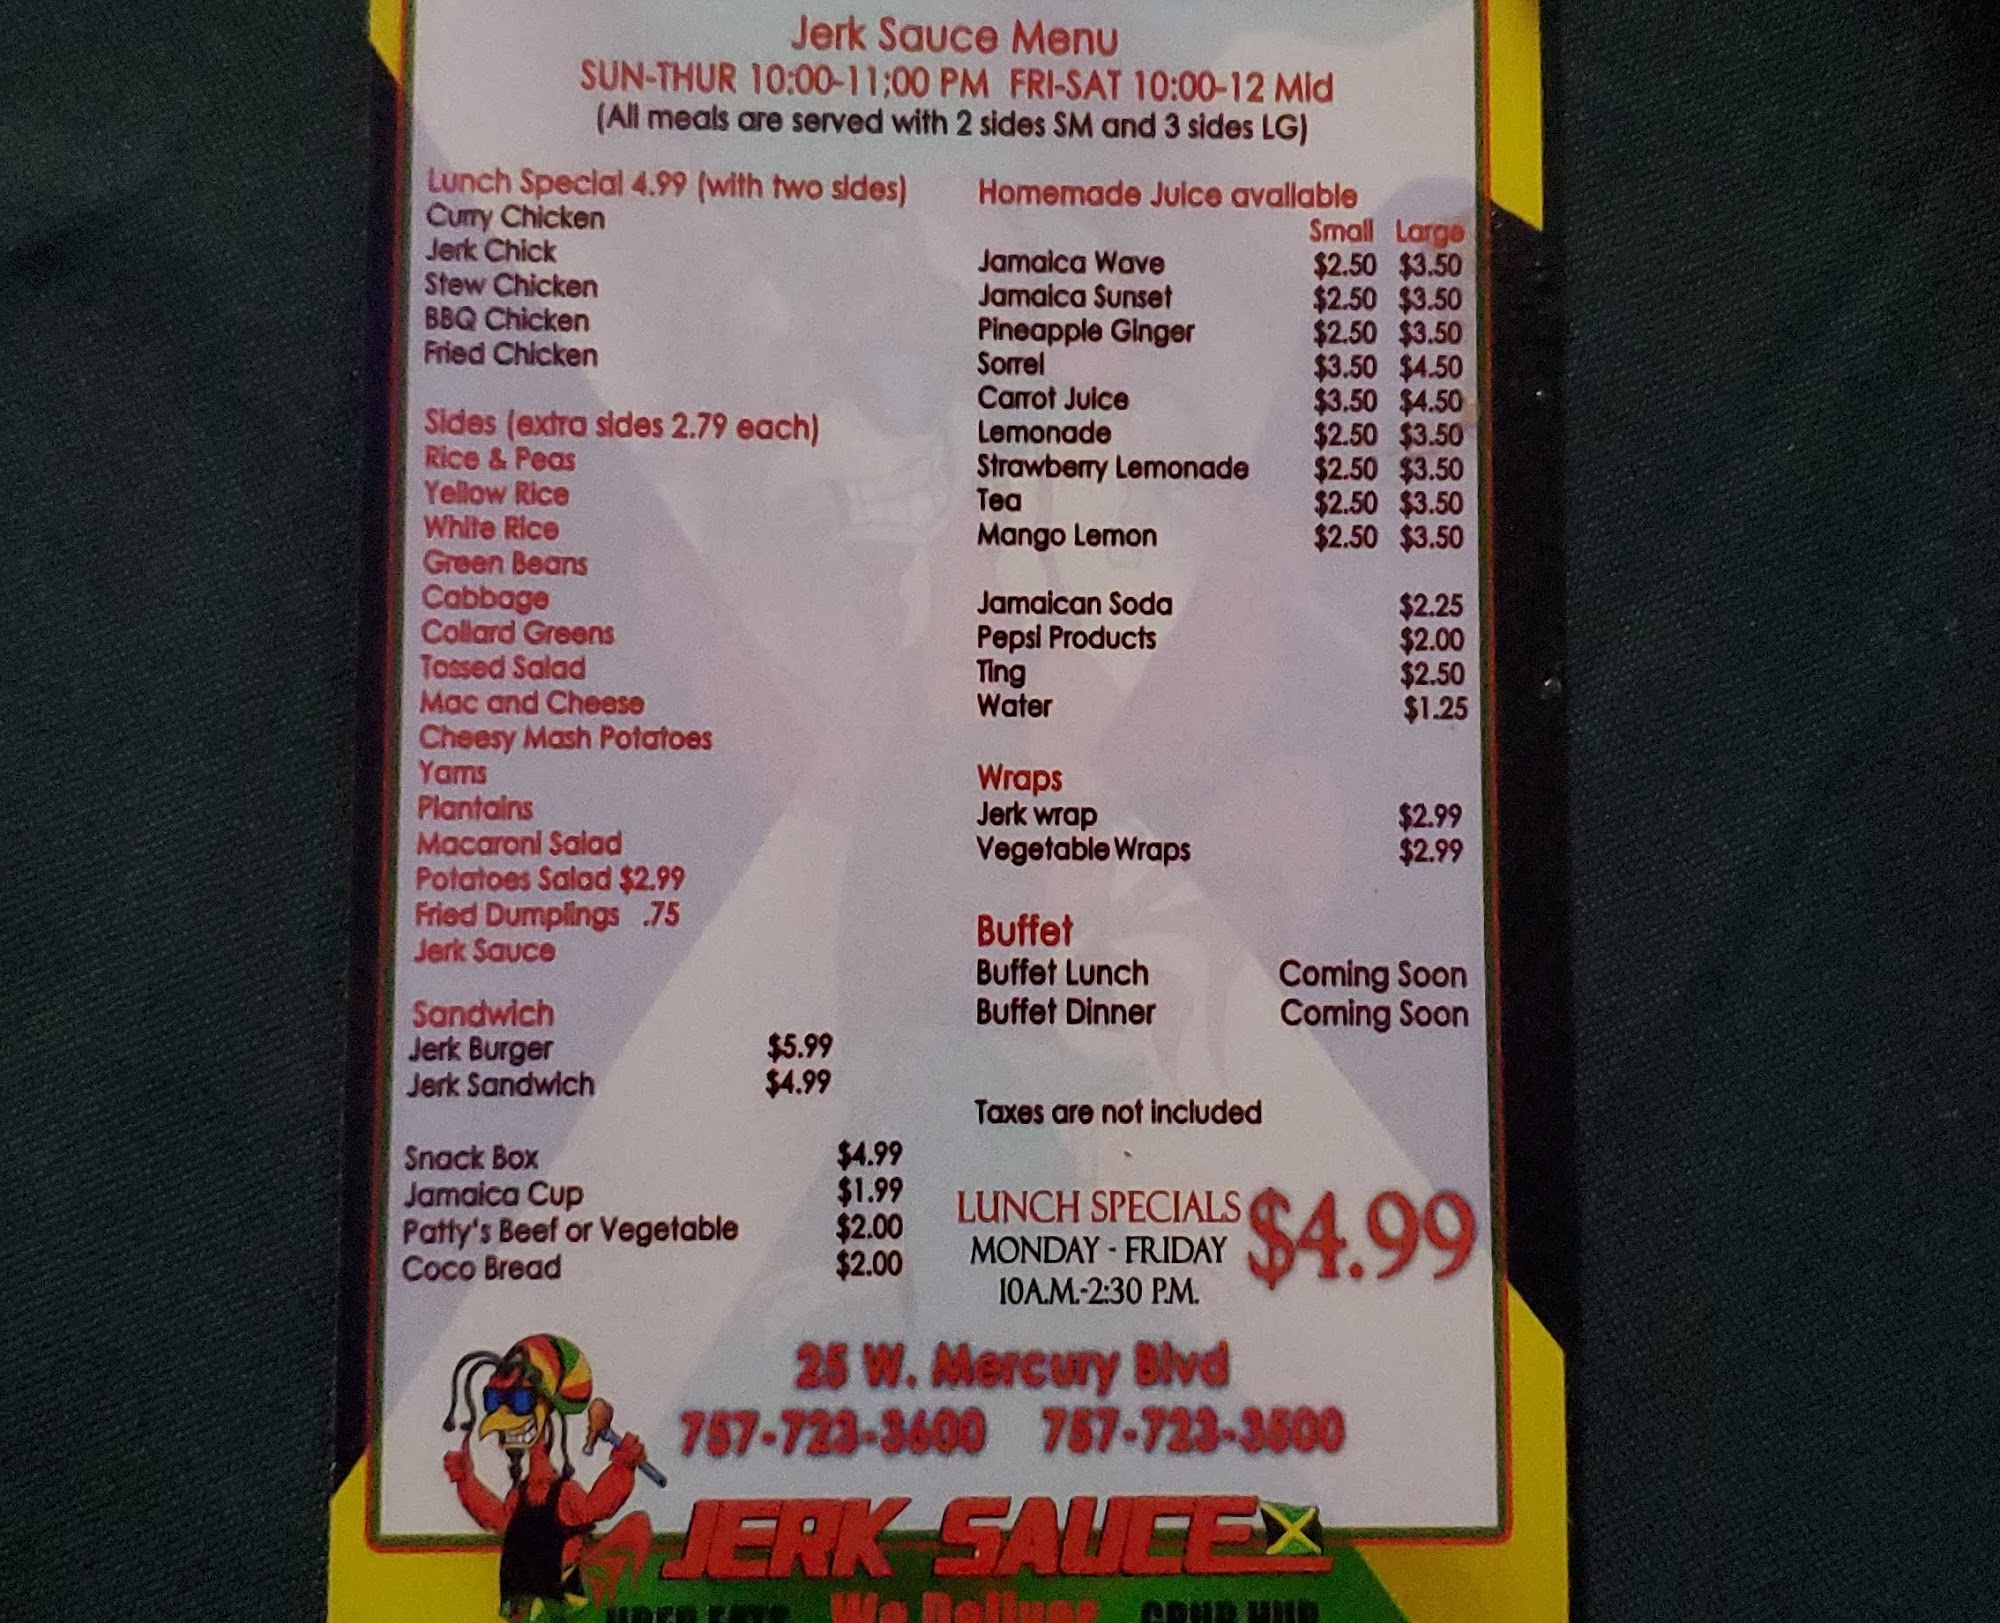 Jerk Sauce Menu
SUN-THUR 10:00-11;00 PM FRI-SAT 10:00-12 Mid
(All meals are served with 2 sides SM and 3 sides LG)
Lunch Special 4.99 (with two sides)
Curry Chicken
Jerk Chick
Stew Chicken
BBQ Chicken
Fried Chicken
Sides (extra sides 2.79 each)
Rice & Peas
Yellow Rice
White Rice
Green Beans
Cabbage
Collard Greens
Tossed Salad
Mac and Cheese
Cheesy Mash Potatoes
Yams
Plantains
Macaroni Salad
Potatoes Salad $2.99
Fried Dumplings .75
Jerk Sauce
Sandwich
Jerk Burger $5.99
Jerk Sandwich $4.99
Snack Box $4.99
Jamaica Cup $1.99
Patty's Beef or Vegetable $2.00
Coco Bread $2.00
Homemade Juice available
Small Large
Jamaica Wave $2.50 $3.50
Jamaica Sunset $2.50 $3.50
Pineapple Ginger $2.50 $3.50
Sorrel $3.50 $4.50
Carrot Juice $3.50 $4.50
Lemonade $2.50 $3.50
Strawberry Lemonade $2.50 $3.50
Tea $2.50 $3.50
Mango Lemon $2.50 $3.50
Jamaican Soda $2.25
Pepsi Products $2.00
Ting $2.50
Water $1.25
Wraps
Jerk wrap $2.99
Vegetable Wraps $2.99
Buffet
Buffet Lunch Coming Soon
Buffet Dinner Coming Soon
Taxes are not included
LUNCH SPECIALS $4.99
MONDAY - FRIDAY
10A.M.-2:30 P.M.
25 W. Mercury Blvd
757-723-3600 757-723-3500
JERK SAUCE
UBER EATS We Deliver GRUB HUB